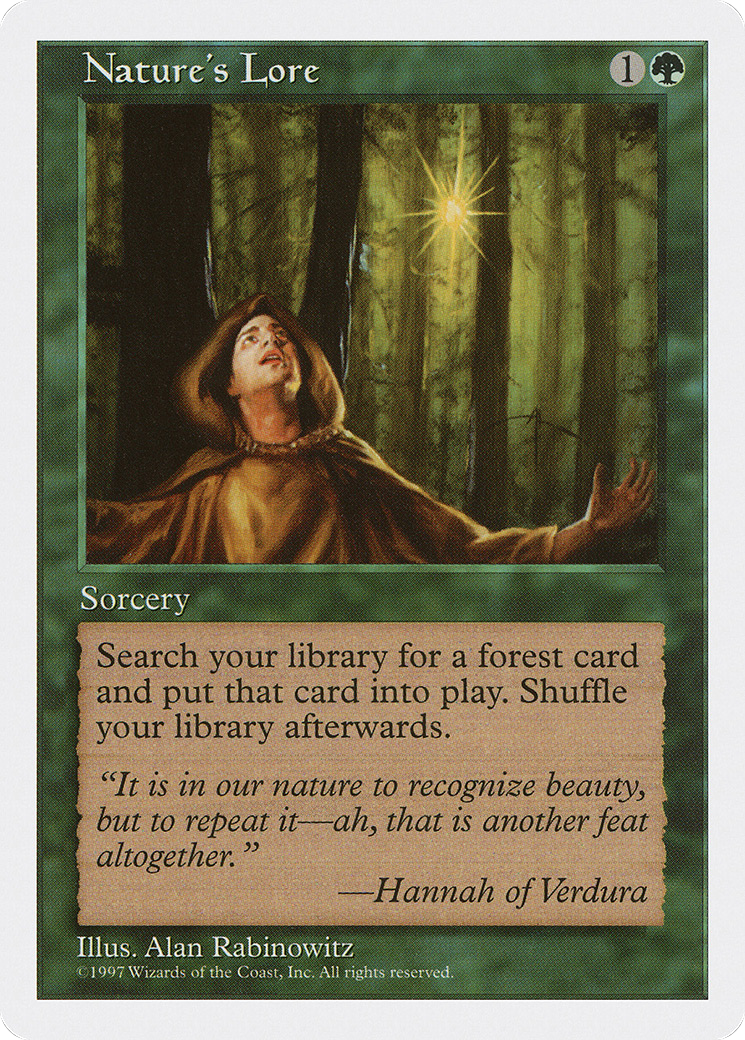 Nature's Lore
1
Sorcery
Search your library for a forest card
and put that card into play. Shuffle
your library afterwards.
“It is in our nature to recognize beauty,
but to repeat it—ah, that is another feat
altogether.”
—Hannah of Verdura
Illus. Alan Rabinowitz
©1997 Wizards of the Coast, Inc. All rights reserved.